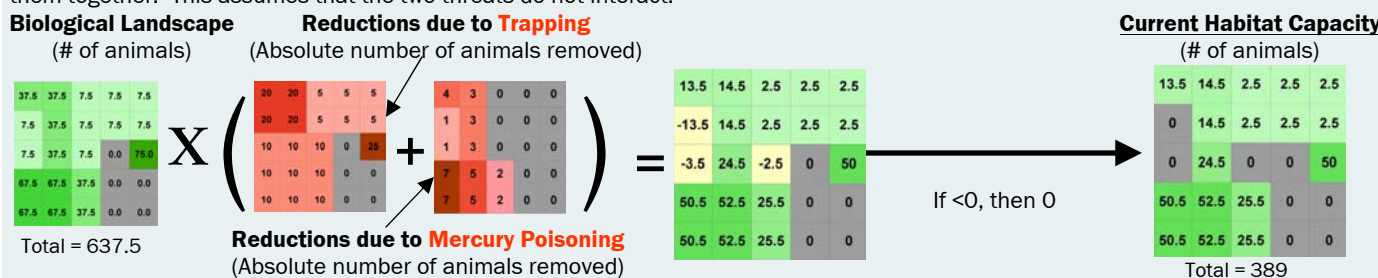 them together. This assumes that the two threats do not interact.
Biological Landscape
(# of animals)
Reductions due to Trapping
(Absolute number of animals removed)
Current Habitat Capacity
(# of animals)
37.5 37.5 7.5 7.5 7.5
7.5 37.5 7.5 7.5 7.5
7.5 37.5 7.5 0.0 75.0
67.5 67.5 37.5 0.0 0.0
67.5 67.5 37.5 0.0 0.0
Total = 637.5
X
(
20 20 5 5 5
20 20 5 5 5
10 10 10 0 25
10 10 10 0 0
10 10 10 0 0
+
4 3 0 0 0
1 3 0 0 0
1 3 0 0 0
7 5 2 0 0
7 5 2 0 0
)
Reductions due to Mercury Poisoning
(Absolute number of animals removed)
=
13.5 14.5 2.5 2.5 2.5
-13.5 14.5 2.5 2.5 2.5
-3.5 24.5 -2.5 0 50
50.5 52.5 25.5 0 0
50.5 52.5 25.5 0 0
If <0, then 0
13.5 14.5 2.5 2.5 2.5
0 14.5 2.5 2.5 2.5
0 24.5 0 0 50
50.5 52.5 25.5 0 0
50.5 52.5 25.5 0 0
Total = 389